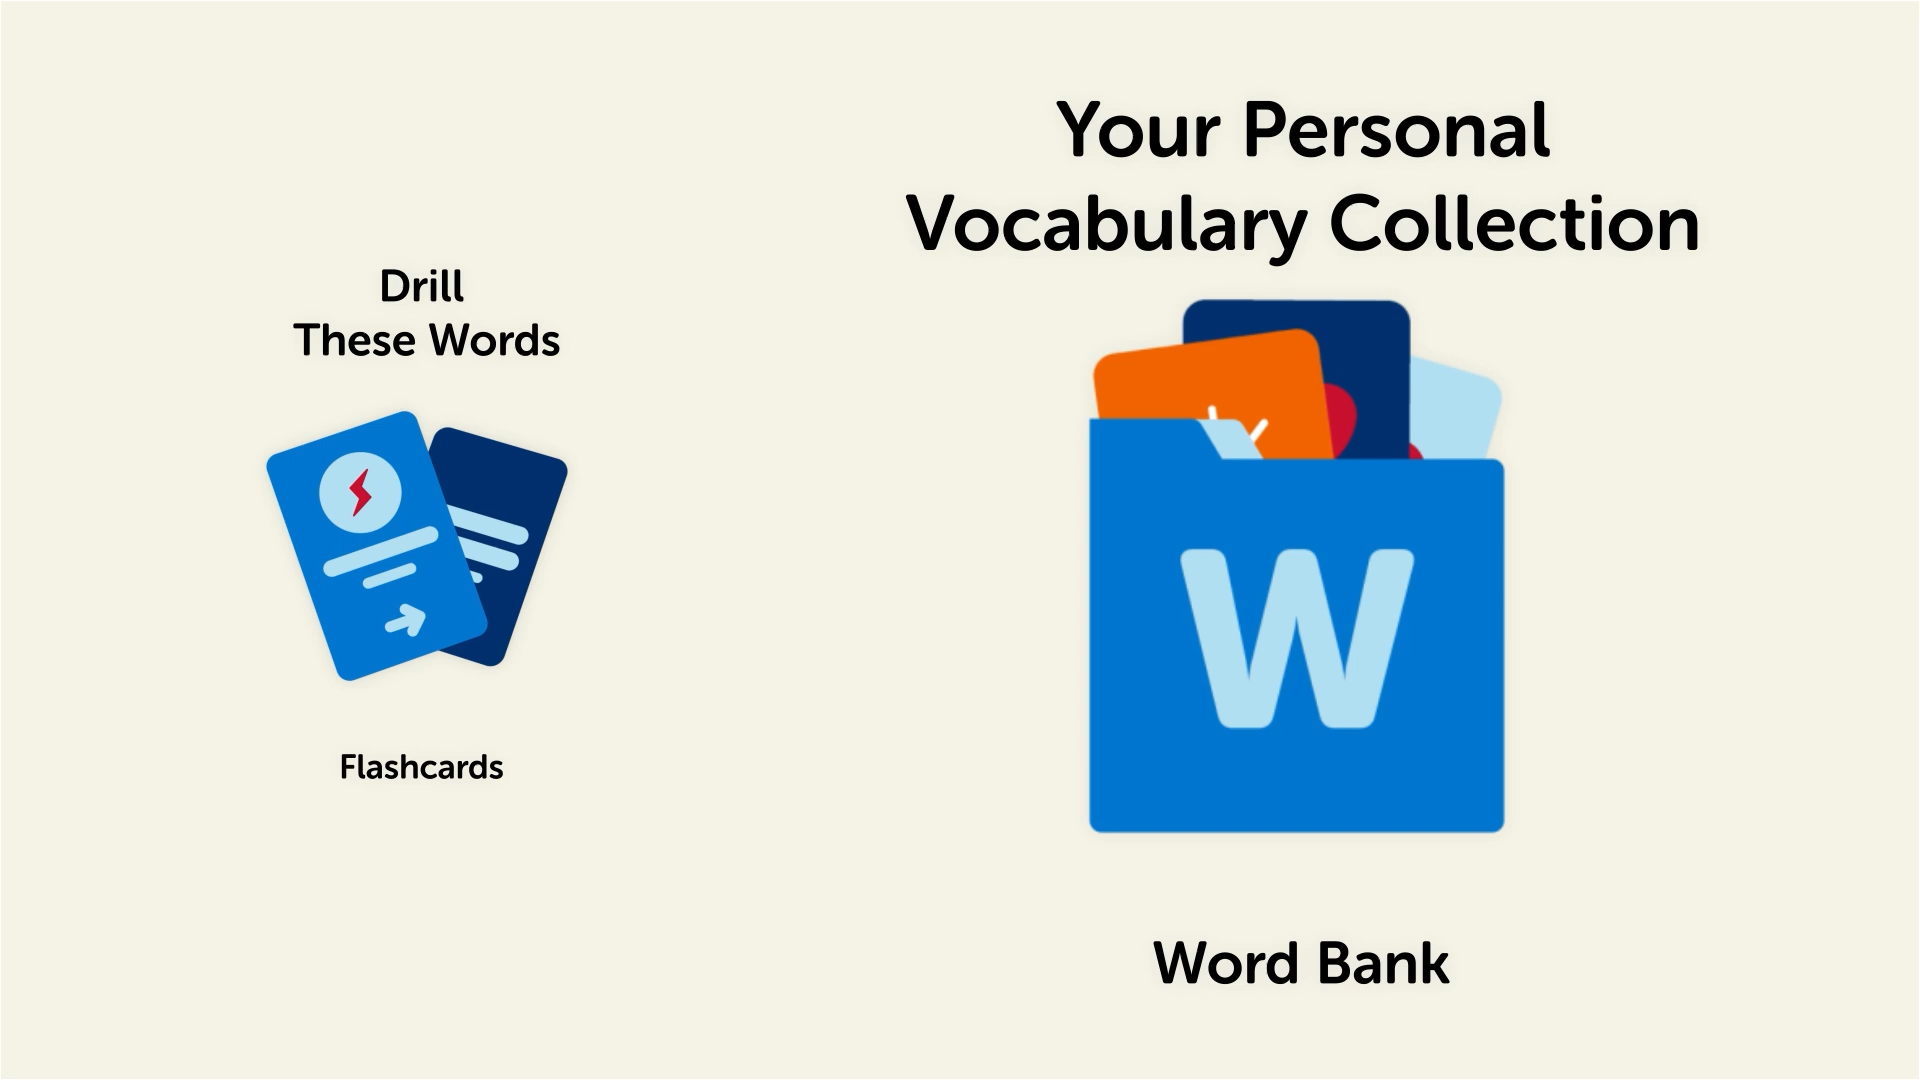 Drill
These Words
Flashcards
Your Personal
Vocabulary Collection
W
Word Bank